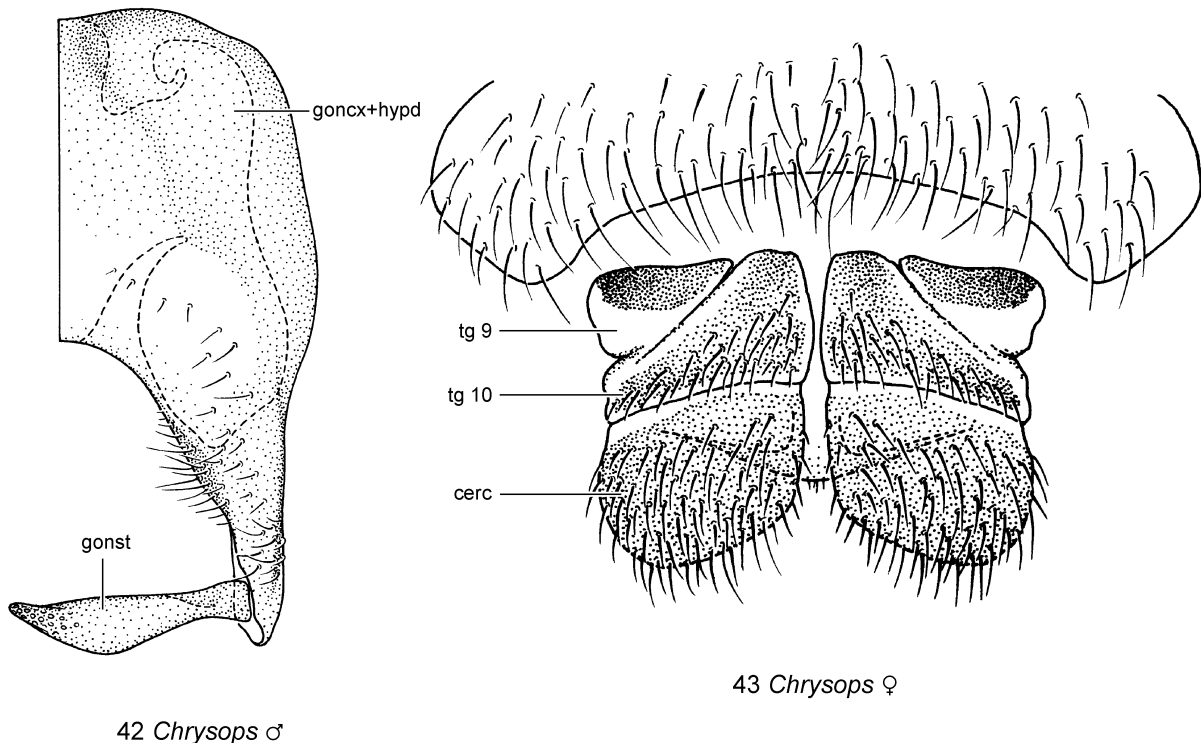 goncx+hypd
gonst
42 Chrysops ♂
tg 9
tg 10
cerc
43 Chrysops ♀